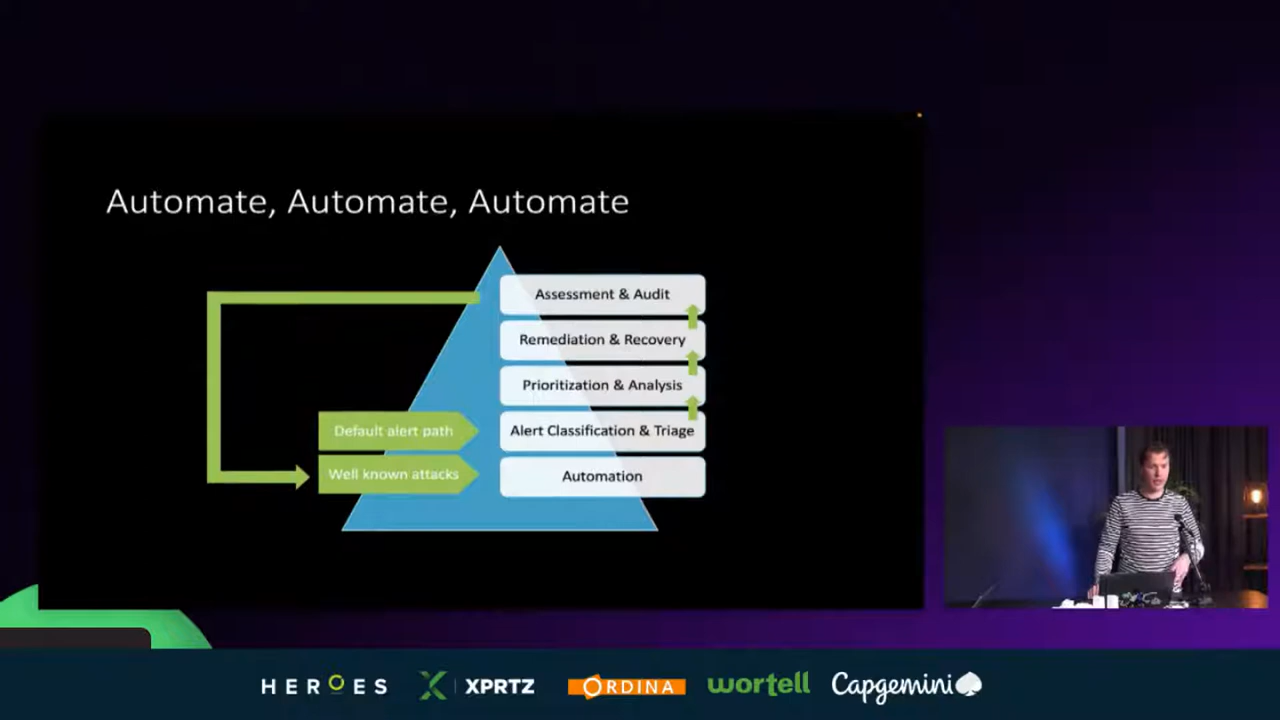 Automate, Automate, Automate
Assessment & Audit
Remediation & Recovery
Prioritization & Analysis
Default alert path
Alert Classification & Triage
Well known attacks
Automation
HEROES
XPRTZ
ORDINA
wortell
Capgemini